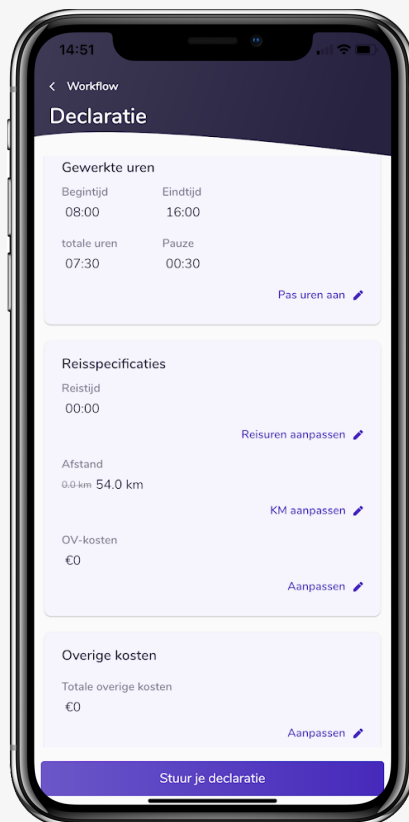 14:51
Workflow
Declaratie
Gewerkte uren
Begintijd Eindtijd
08:00 16:00
totale uren Pauze
07:30 00:30
Pas uren aan
Reisspecificaties
Reistijd
00:00
Reisuren aanpassen
Afstand
0.0 km 54.0 km
KM aanpassen
OV-kosten
€0
Aanpassen
Overige kosten
Totale overige kosten
€0
Aanpassen
Stuur je declaratie